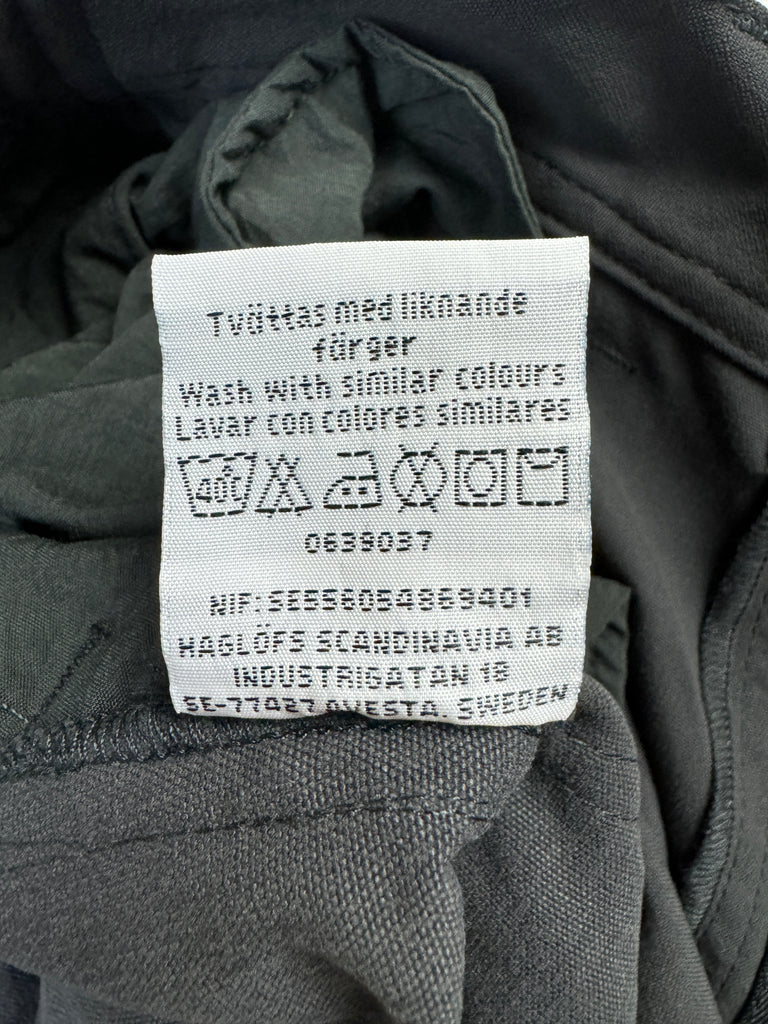 Tvättas med liknande
färger
Wash with similar colours
Lavar con colores similares
40°C
0639037
NIF: SE556054869401
HAGLÖFS SCANDINAVIA AB
INDUSTRIGATAN 18
SE-77427 AVESTA, SWEDEN